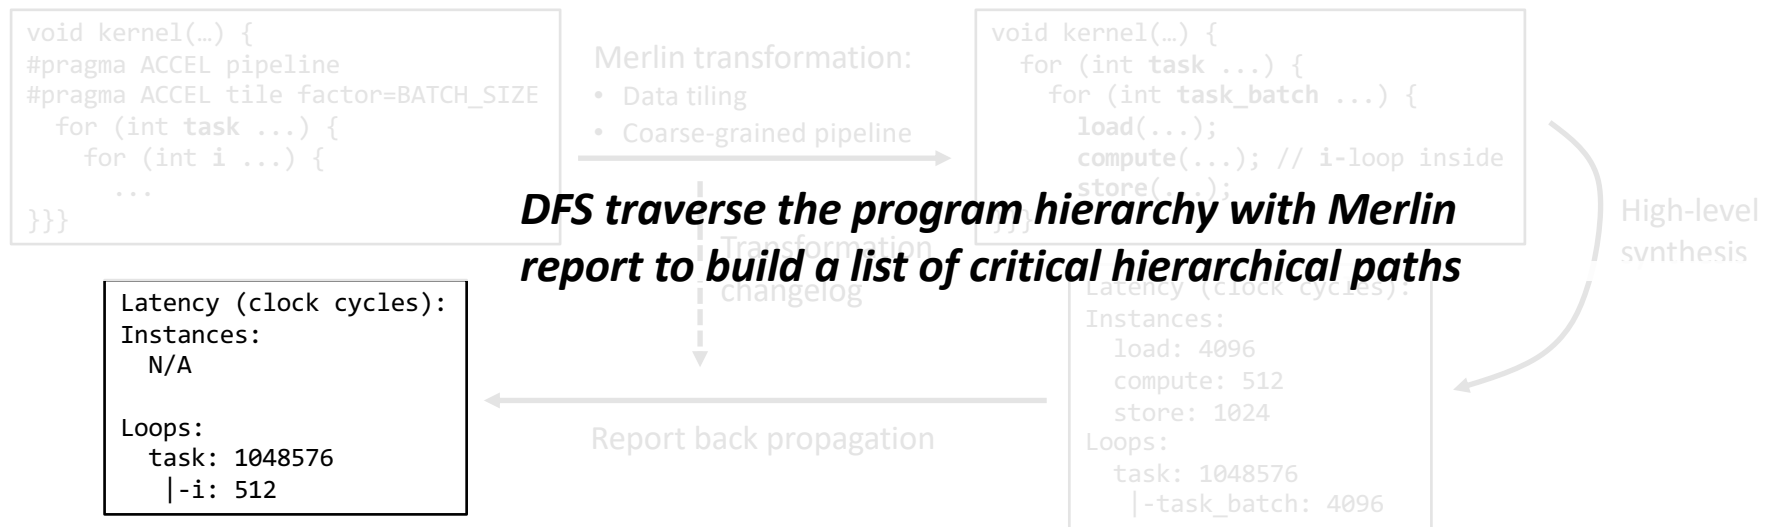 void kernel(…) {
#pragma ACCEL pipeline
#pragma ACCEL tile factor=BATCH_SIZE
for (int task ...) {
for (int i ...) {
...
}}}
Merlin transformation:
• Data tiling
• Coarse-grained pipeline
void kernel(…) {
for (int task ...) {
for (int task_batch ...) {
load(...);
compute(...); // i-loop inside
store(...);
}}}
High-level
synthesis
DFS traverse the program hierarchy with Merlin
report to build a list of critical hierarchical paths
Transformation
changelog
Latency (clock cycles):
Instances:
N/A
Loops:
task: 1048576
|-i: 512
Report back propagation
Latency (clock cycles):
Instances:
load: 4096
compute: 512
store: 1024
Loops:
task: 1048576
|-task_batch: 4096